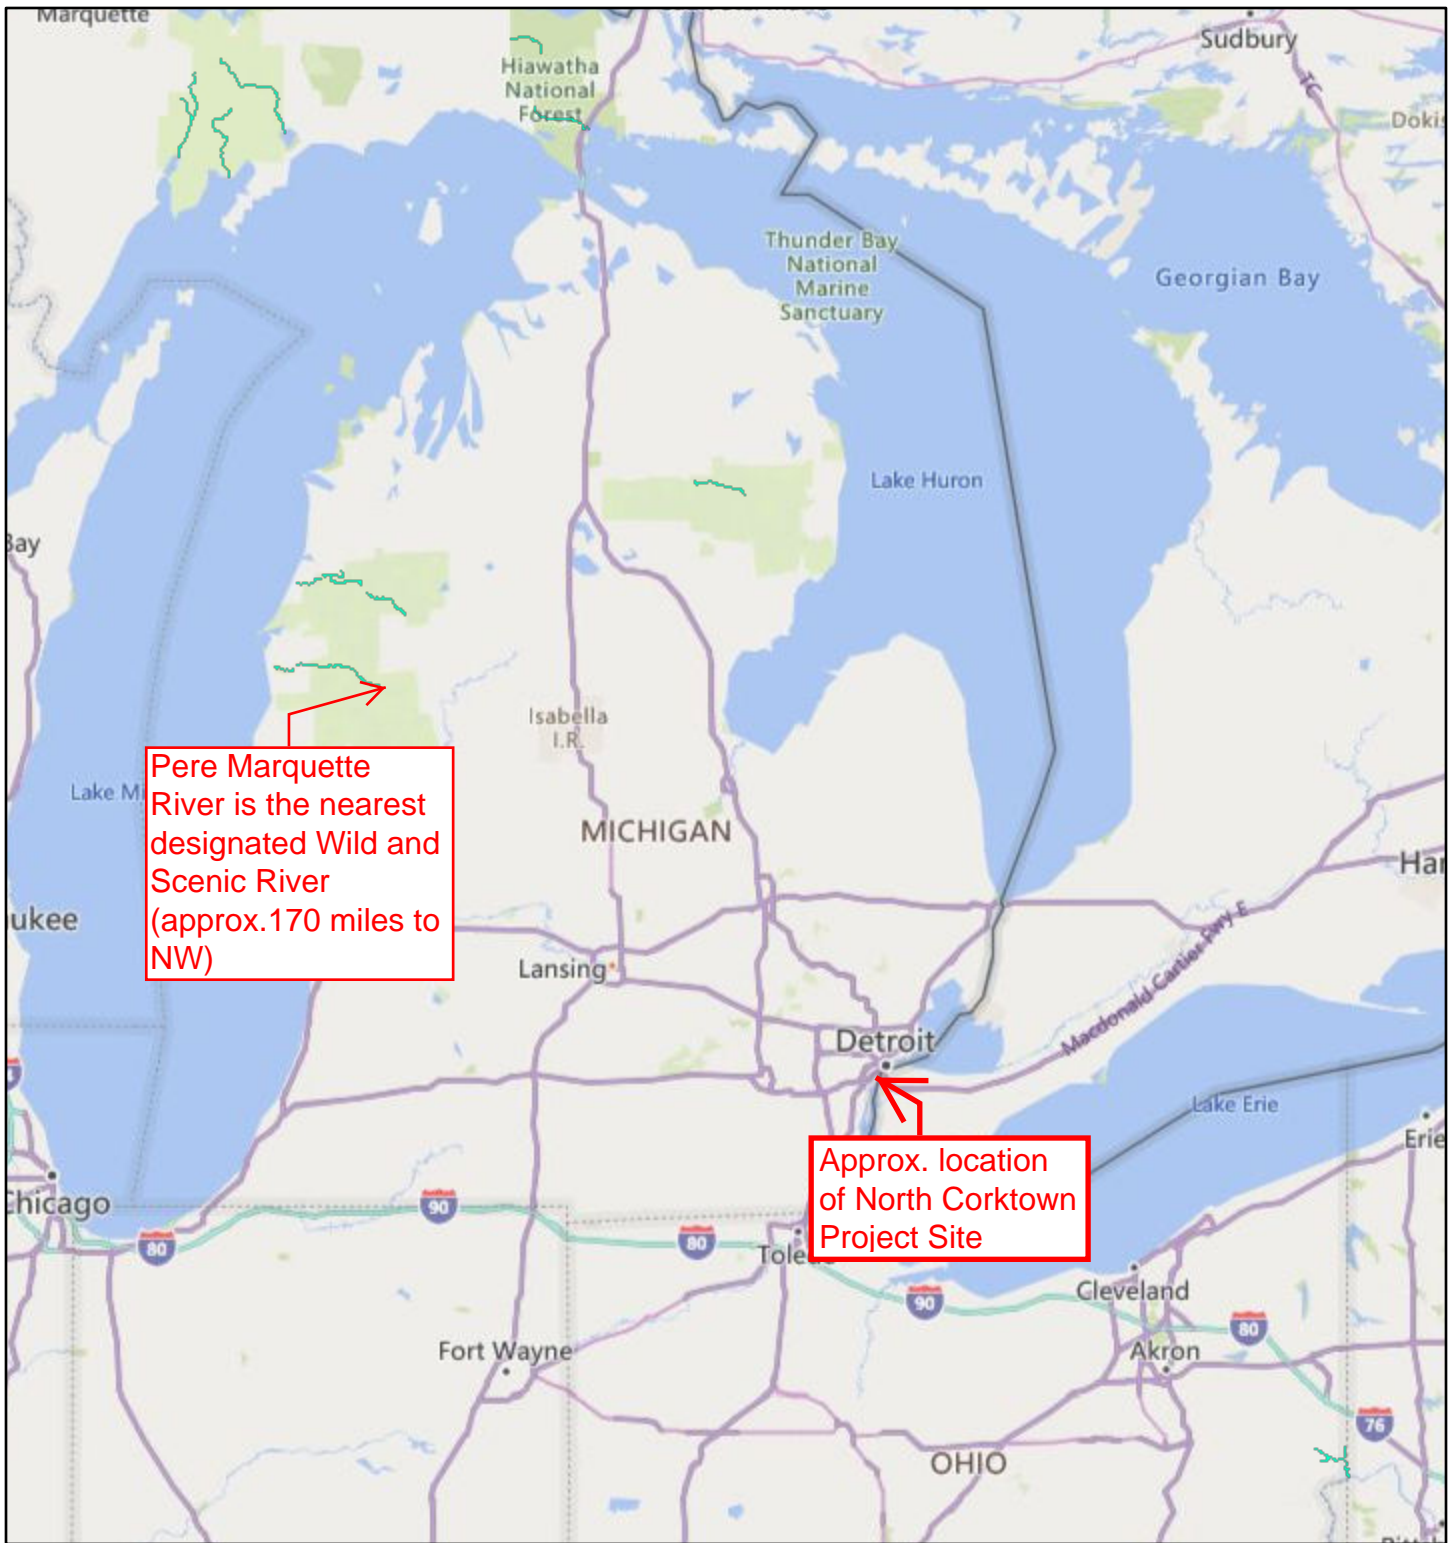 Marquette
Sudbury
TC
Hiawatha
National
Forest
Dokis
Thunder Bay
National
Marine
Sanctuary
Georgian Bay
Lake Huron
Bay
Isabella
I.R.
Pere Marquette
River is the nearest
designated Wild and
Scenic River
(approx.170 miles to
NW)
Lake Mi
MICHIGAN
Har
ukee
Lansing
Macdonald Cartier Fwy E
Detroit
Lake Erie
Erie
Approx. location
of North Corktown
Project Site
Chicago
90
80
80
Toledo
90
Cleveland
80
Fort Wayne
Akron
76
OHIO